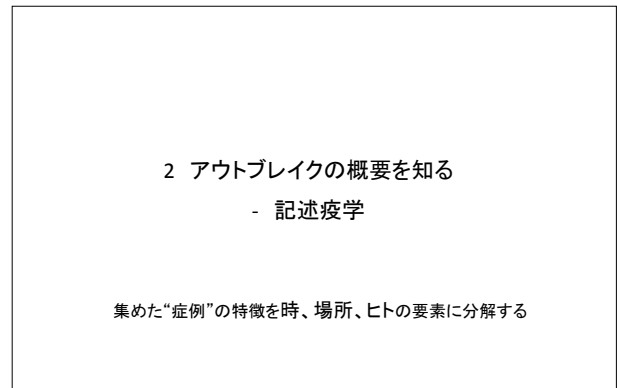 2 アウトブレイクの概要を知る
- 記述疫学
集めた“症例”の特徴を時、場所、ヒトの要素に分解する